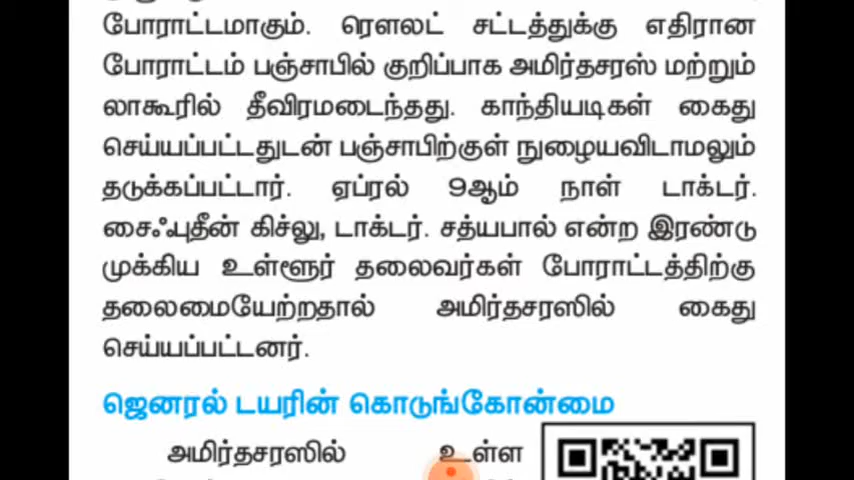 போராட்டமாகும். ரௌலட் சட்டத்துக்கு எதிரான
போராட்டம் பஞ்சாபில் குறிப்பாக அமிர்தசரஸ் மற்றும்
லாகூரில் தீவிரமடைந்தது. காந்தியடிகள் கைது
செய்யப்பட்டதுடன் பஞ்சாபிற்குள் நுழையவிடாமலும்
தடுக்கப்பட்டார். ஏப்ரல் 9ஆம் நாள் டாக்டர்.
சைஃபுதீன் கிச்லு, டாக்டர். சத்யபால் என்ற இரண்டு
முக்கிய உள்ளூர் தலைவர்கள் போராட்டத்திற்கு
தலைமையேற்றதால் அமிர்தசரஸில் கைது
செய்யப்பட்டனர்.
ஜெனரல் டயரின் கொடுங்கோன்மை
அமிர்தசரஸில் உள்ள